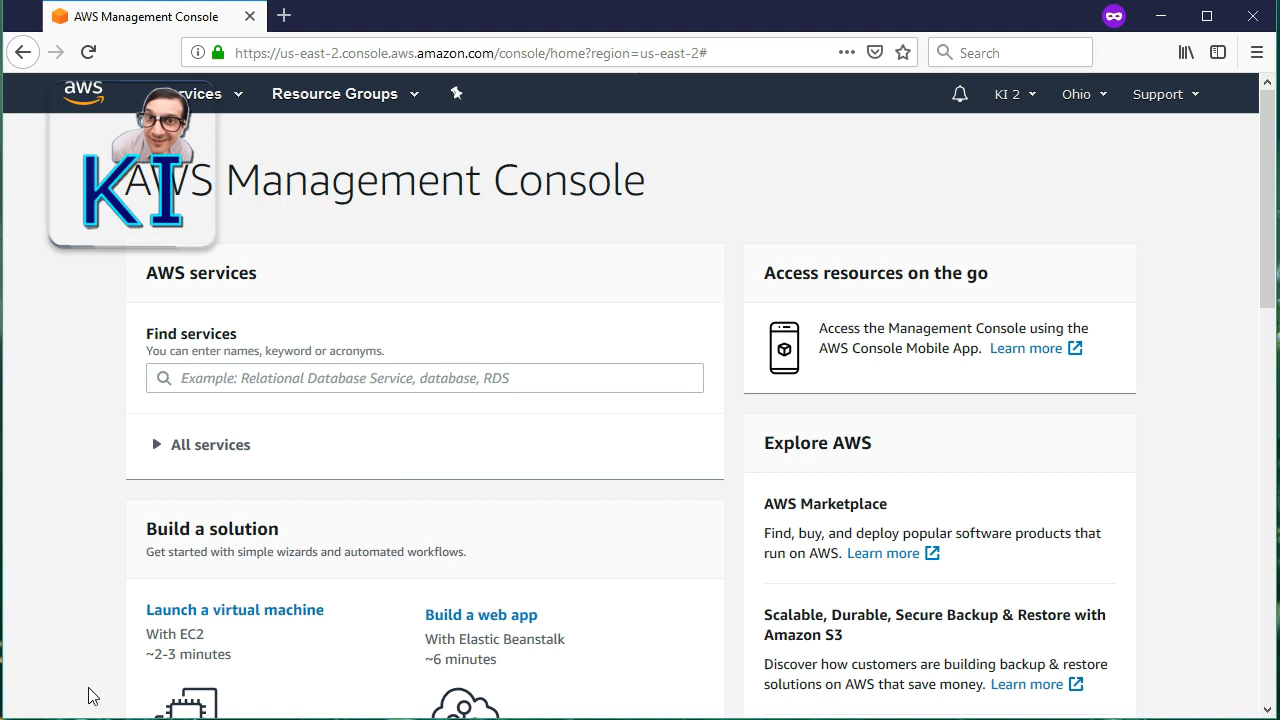 AWS Management Console
https://us-east-2.console.aws.amazon.com/console/home?region=us-east-2#
Search
aws
Resource Groups
KI 2
Ohio
Support
KI
AWS Management Console
AWS services
Find services
You can enter names, keyword or acronyms.
Example: Relational Database Service, database, RDS
All services
Build a solution
Get started with simple wizards and automated workflows.
Launch a virtual machine
With EC2
~2-3 minutes
Build a web app
With Elastic Beanstalk
~6 minutes
Access resources on the go
Access the Management Console using the
AWS Console Mobile App. Learn more
Explore AWS
AWS Marketplace
Find, buy, and deploy popular software products that
run on AWS. Learn more
Scalable, Durable, Secure Backup & Restore with
Amazon S3
Discover how customers are building backup & restore
solutions on AWS that save money. Learn more